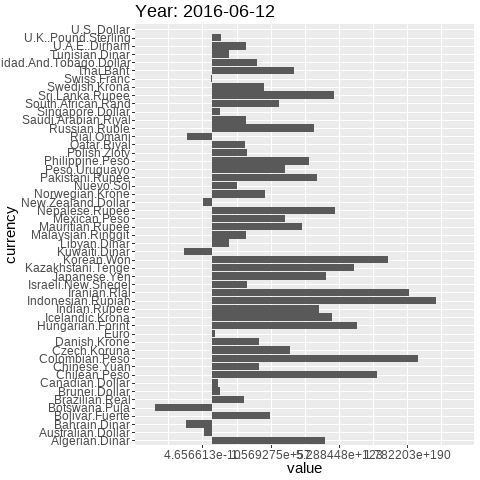 Year: 2016-06-12
currency
U.S. Dollar
U.K. Pound.Sterling
U.A.E. Dirham
Tunisian.Dinar
idad.And.Tobago.Dollar
Thai.Baht
Swiss.Franc
Swedish.Krona
Sri.Lanka.Rupee
South.African.Rand
Singapore.Dollar
Saudi.Arabian.Riyal
Russian.Ruble
Rial.Omani
Qatar.Riyal
Polish.Zloty
Philippine.Peso
Peso.Uruguayo
Pakistani.Rupee
Nuevo.Sol
Norwegian.Krone
New.Zealand.Dollar
Nepalese.Rupee
Mexican.Peso
Mauritian.Rupee
Malaysian.Ringgit
Libyan.Dinar
Kuwaiti.Dinar
Korean.Won
Kazakhstani.Tenge
Japanese.Yen
Israeli.New.Sheqel
Iranian.Rial
Indonesian.Rupiah
Indian.Rupee
Icelandic.Krona
Hungarian.Forint
Euro
Danish.Krone
Czech.Koruna
Colombian.Peso
Chinese.Yuan
Chilean.Peso
Canadian.Dollar
Brunei.Dollar
Brazilian.Real
Botswana.Pula
Bolivar.Fuerte
Bahrain.Dinar
Australian.Dollar
Algerian.Dinar
value